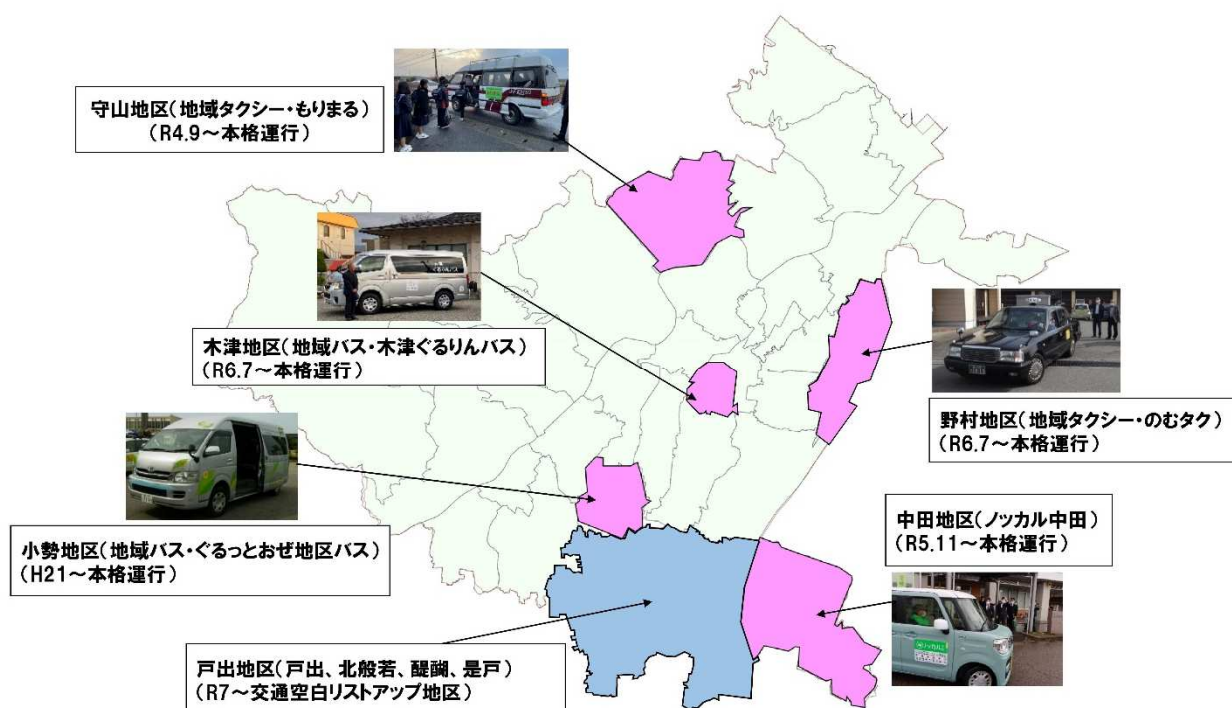 守山地区(地域タクシー・もりまる)
(R4.9～本格運行)
木津地区(地域バス・木津ぐるりんバス)
(R6.7～本格運行)
野村地区(地域タクシー・のむタク)
(R6.7～本格運行)
小勢地区(地域バス・ぐるっとおぜ地区バス)
(H21～本格運行)
中田地区(ノッカル中田)
(R5.11～本格運行)
戸出地区(戸出、北般若、醍醐、是戸)
(R7～交通空白リストアップ地区)